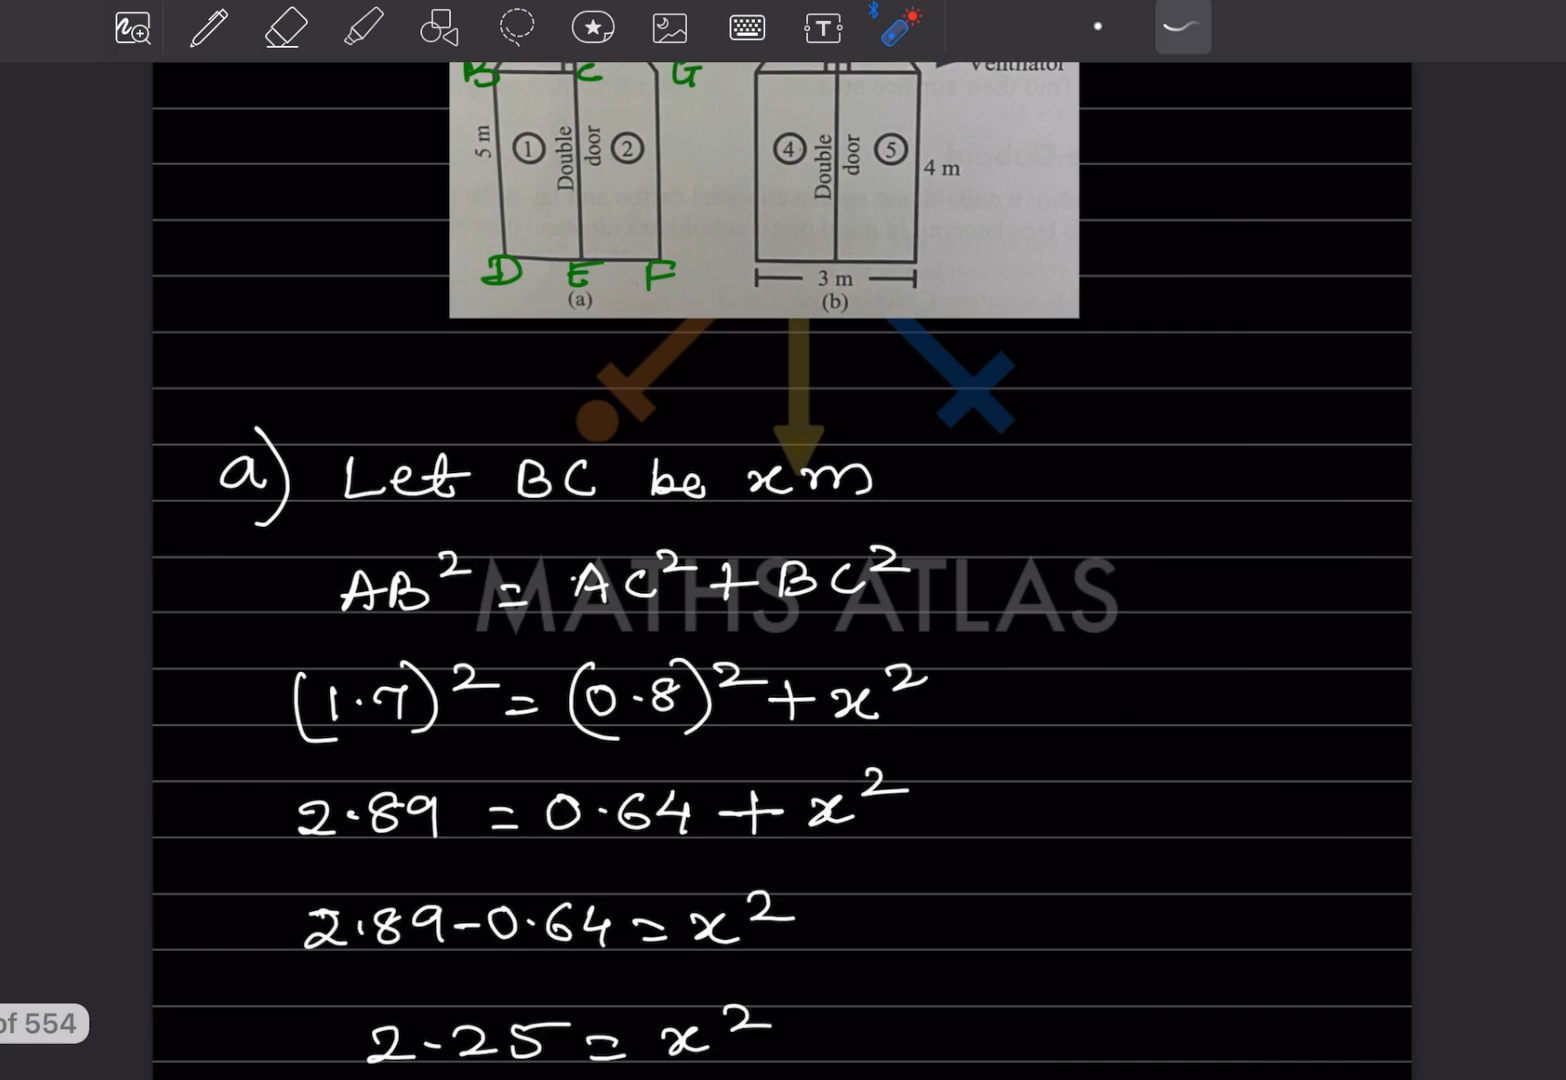 B C G
Ventilator
5 m ① Double door ②
④ Double door ⑤ 4 m
D E F
3 m
(a) (b)
a) Let BC be x m
AB² = AC² + BC²
MATHS ATLAS
(1.7)² = (0.8)² + x²
2.89 = 0.64 + x²
2.89 - 0.64 = x²
of 554
2.25 = x²